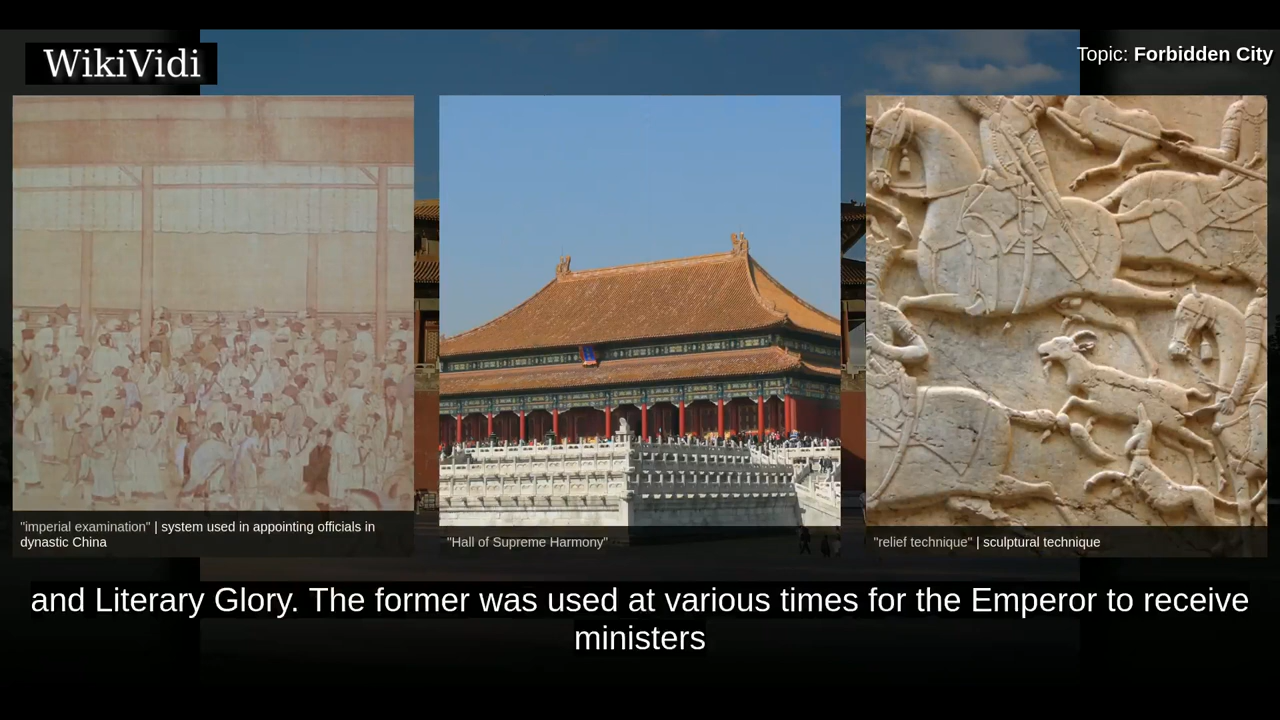 WikiVidi
Topic: Forbidden City
"imperial examination" | system used in appointing officials in
dynastic China
"Hall of Supreme Harmony"
"relief technique" | sculptural technique
and Literary Glory. The former was used at various times for the Emperor to receive
ministers